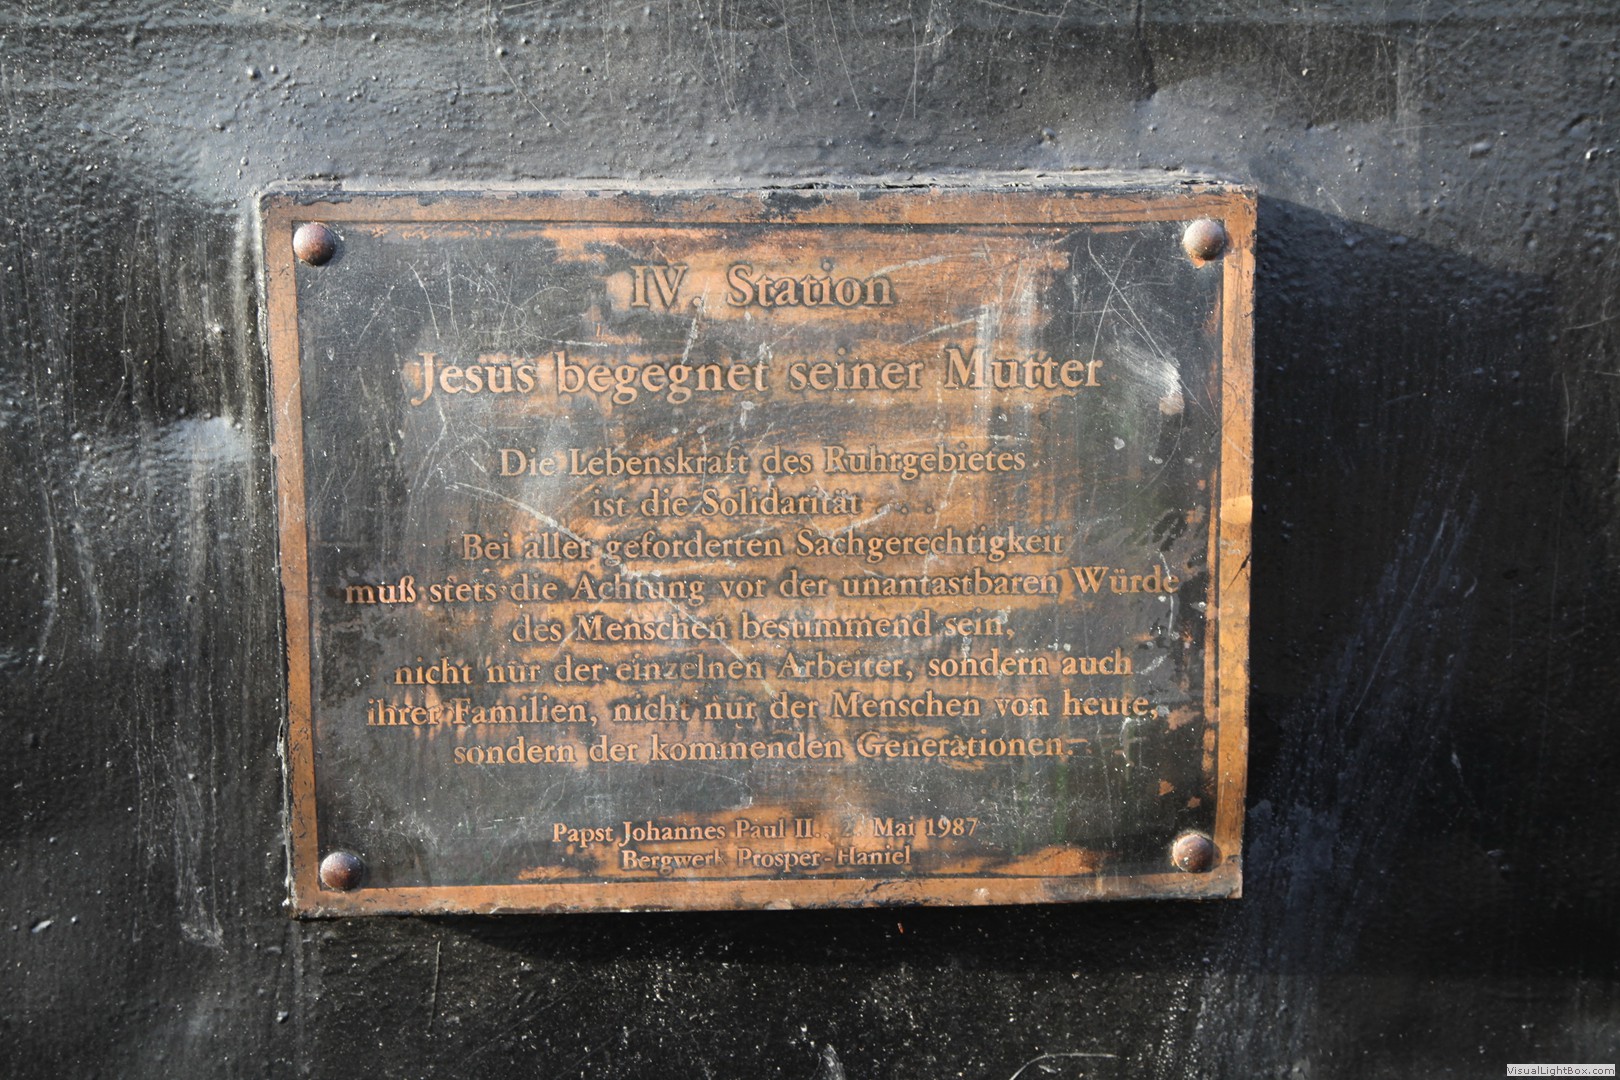 IV. Station
Jesus begegnet seiner Mutter
Die Lebenskraft des Ruhrgebietes
ist die Solidarität . . .
Bei aller geforderten Sachgerechtigkeit
muß stets die Achtung vor der unantastbaren Würde
des Menschen bestimmend sein,
nicht nur der einzelnen Arbeiter, sondern auch
ihrer Familien, nicht nur der Menschen von heute,
sondern der kommenden Generationen.
Papst Johannes Paul II., 2. Mai 1987
Bergwerk Prosper-Haniel
VisualLightBox.com